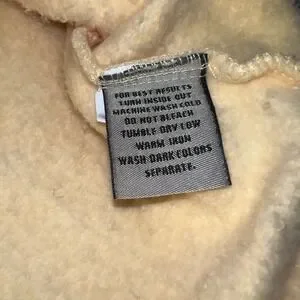 FOR BEST RESULTS
TURN INSIDE OUT
MACHINE WASH COLD
DO NOT BLEACH
TUMBLE DRY LOW
WARM IRON
WASH DARK COLORS
SEPARATE.